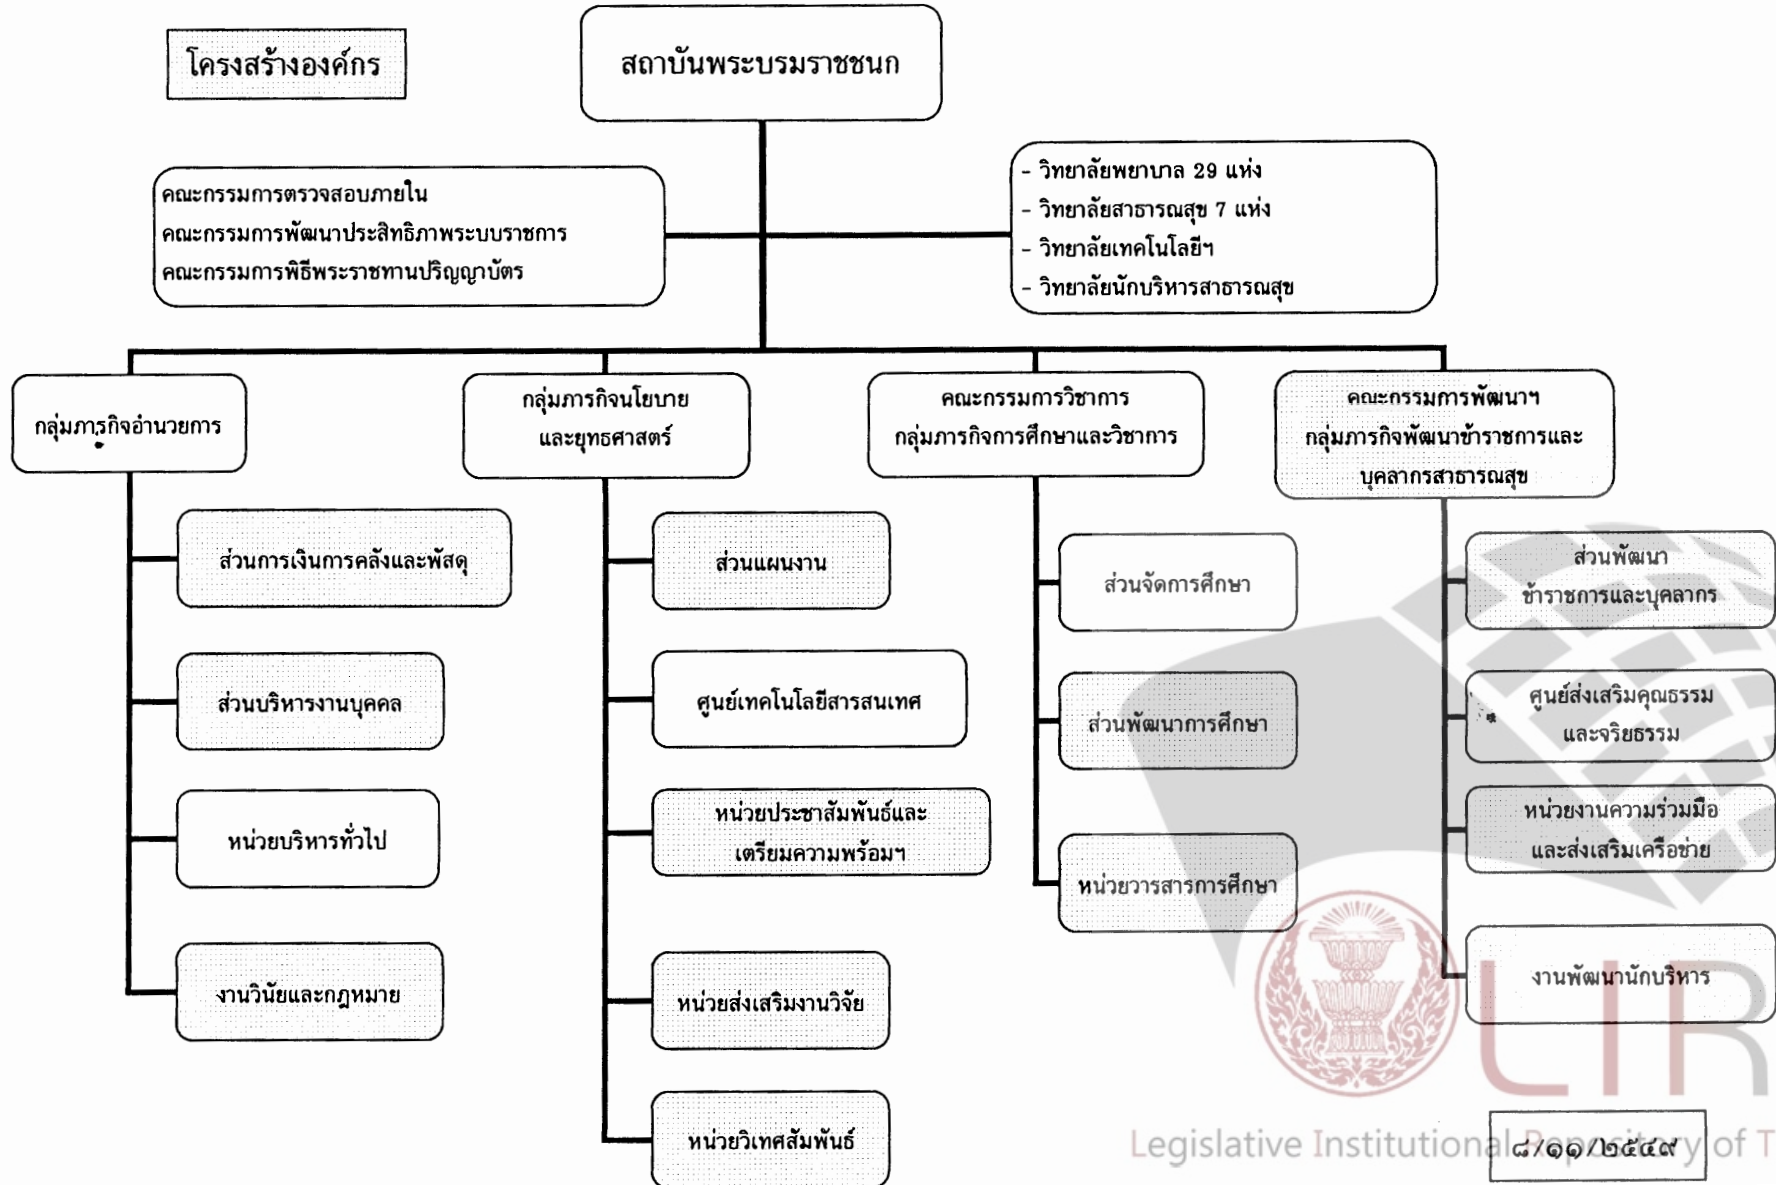 โครงสร้างองค์กร
สถาบันพระบรมราชชนก
คณะกรรมการตรวจสอบภายใน
คณะกรรมการพัฒนาประสิทธิภาพระบบราชการ
คณะกรรมการพิธีพระราชทานปริญญาบัตร
- วิทยาลัยพยาบาล 29 แห่ง
- วิทยาลัยสาธารณสุข 7 แห่ง
- วิทยาลัยเทคโนโลยีฯ
- วิทยาลัยนักบริหารสาธารณสุข
กลุ่มภารกิจอำนวยการ
ส่วนการเงินการคลังและพัสดุ
ส่วนบริหารงานบุคคล
หน่วยบริหารทั่วไป
งานวินัยและกฎหมาย
กลุ่มภารกิจนโยบาย
และยุทธศาสตร์
ส่วนแผนงาน
ศูนย์เทคโนโลยีสารสนเทศ
หน่วยประชาสัมพันธ์และ
เตรียมความพร้อมฯ
หน่วยส่งเสริมงานวิจัย
หน่วยวิเทศสัมพันธ์
คณะกรรมการวิชาการ
กลุ่มภารกิจการศึกษาและวิชาการ
ส่วนจัดการศึกษา
ส่วนพัฒนาการศึกษา
หน่วยวารสารการศึกษา
คณะกรรมการพัฒนาฯ
กลุ่มภารกิจพัฒนาข้าราชการและ
บุคลากรสาธารณสุข
ส่วนพัฒนา
ข้าราชการและบุคลากร
ศูนย์ส่งเสริมคุณธรรม
และจริยธรรม
หน่วยงานความร่วมมือ
และส่งเสริมเครือข่าย
งานพัฒนานักบริหาร
LIR
Legislative Institutional Repository of T
๘/๑๑/๒๕๔๙